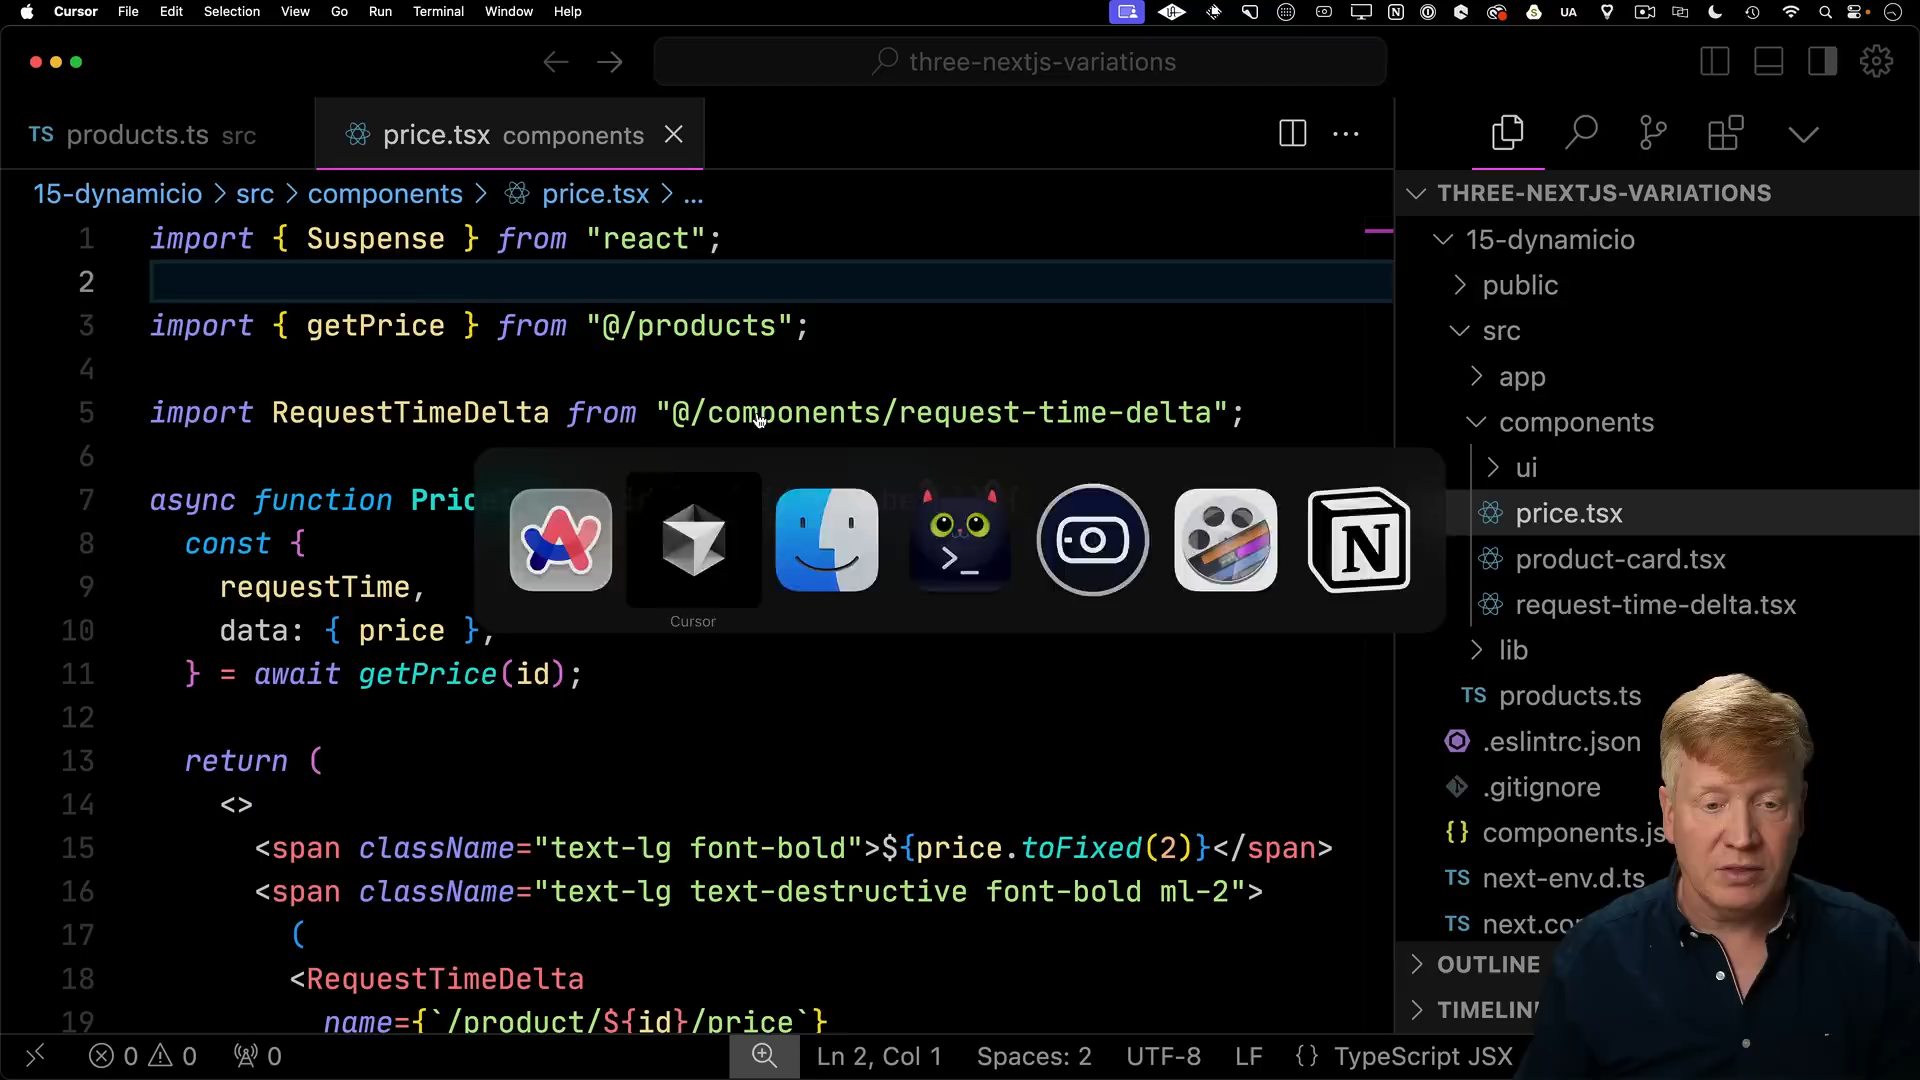 Cursor File Edit Selection View Go Run Terminal Window Help
UA
three-nextjs-variations
TS products.ts src
price.tsx components
15-dynamicio > src > components > price.tsx > ...
1 import { Suspense } from "react";
2
3 import { getPrice } from "@/products";
4
5 import RequestTimeDelta from "@/components/request-time-delta";
6
7 async function Pric
8 const {
9 requestTime,
10 data: { price },
11 } = await getPrice(id);
12
13 return (
14 <>
15 <span className="text-lg font-bold">${price.toFixed(2)}</span>
16 <span className="text-lg text-destructive font-bold ml-2">
17 (
18 <RequestTimeDelta
19 name={`/product/${id}/price`}
Cursor
THREE-NEXTJS-VARIATIONS
15-dynamicio
public
src
app
components
ui
price.tsx
product-card.tsx
request-time-delta.tsx
lib
TS products.ts
.eslintrc.json
.gitignore
{} components.js
TS next-env.d.ts
TS next.co
OUTLINE
TIMELIN
0 0 0
Ln 2, Col 1 Spaces: 2 UTF-8 LF {} TypeScript JSX